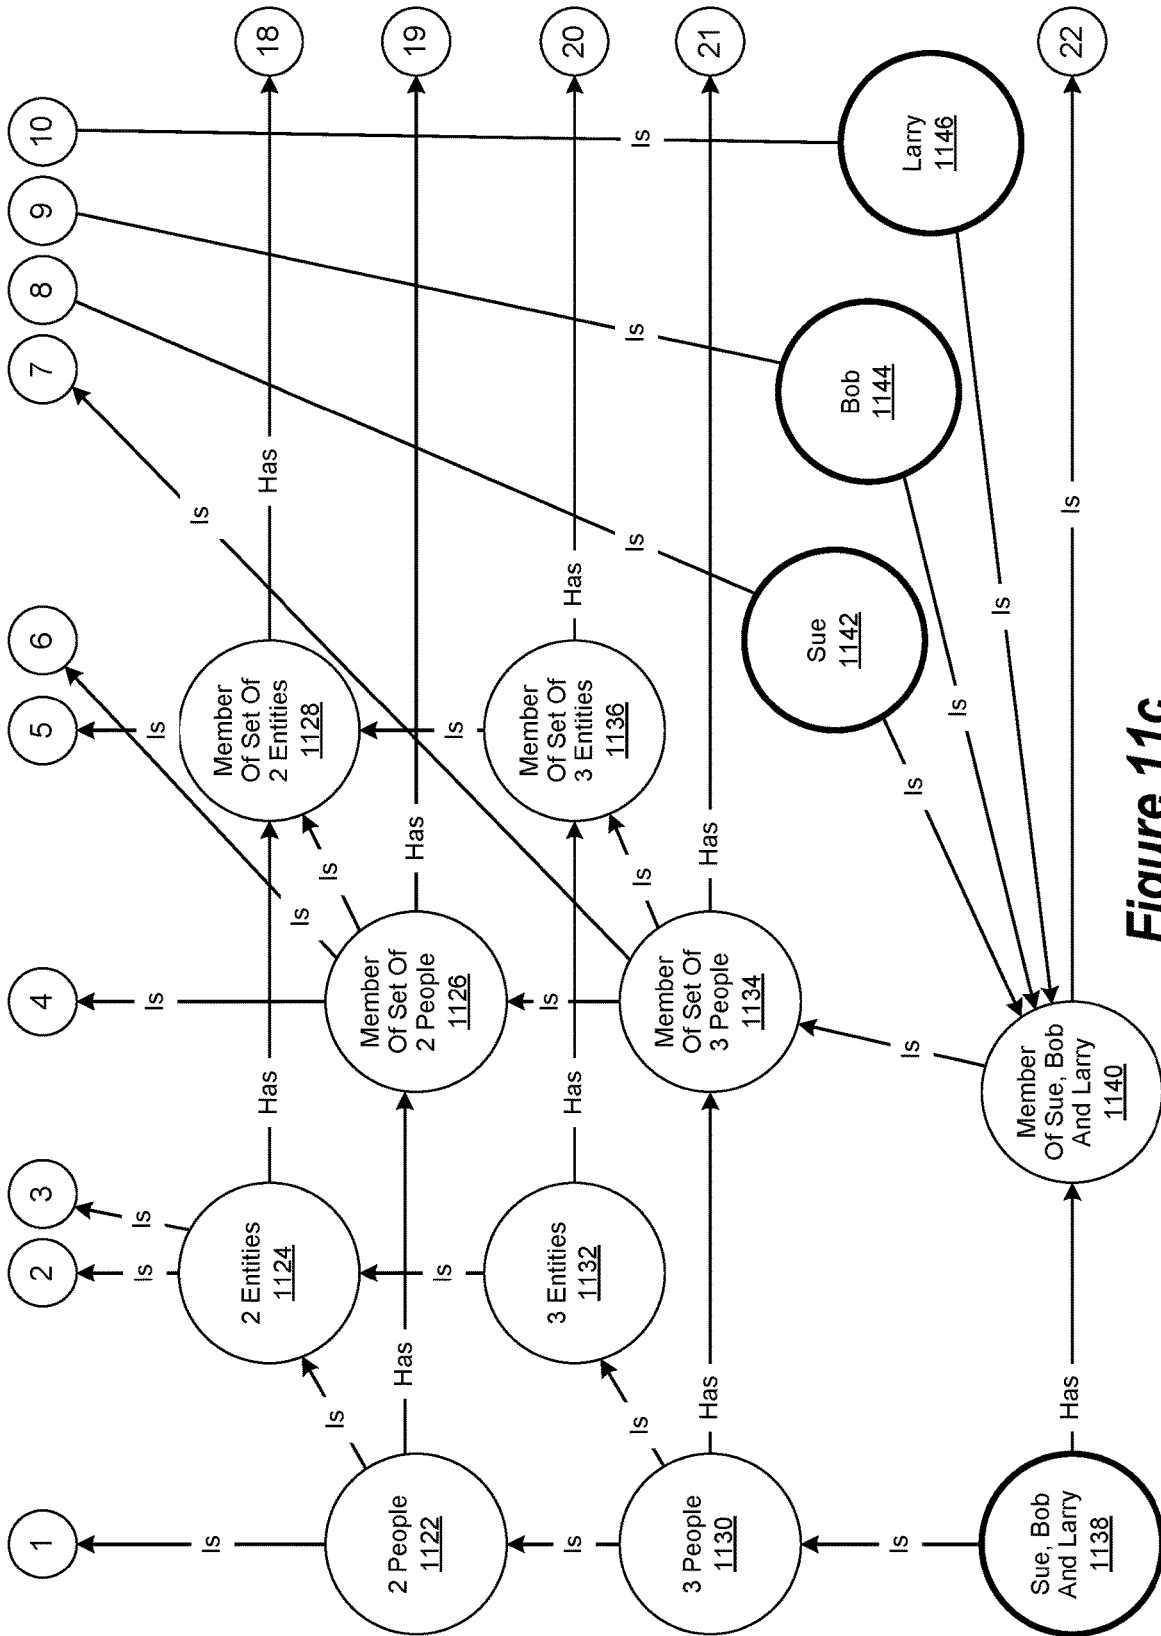 1
2
3
4
5
6
7
8
9
10
Is
Is
Is
Is
Is
Is
2 Entities
1124
Has
Member
Of Set Of
2 Entities
1128
Has
18
Is
Is
Is
2 People
1122
Has
Member
Of Set Of
2 People
1126
Has
19
Is
Is
3 Entities
1132
Has
Member
Of Set Of
3 Entities
1136
Has
20
Is
Is
Is
Is
Is
Is
Is
3 People
1130
Has
Member
Of Set Of
3 People
1134
Has
21
Sue
1142
Bob
1144
Larry
1146
Is
Is
Is
Is
Is
Sue, Bob
And Larry
1138
Has
Member
Of Sue, Bob
And Larry
1140
Is
22
Figure 11c